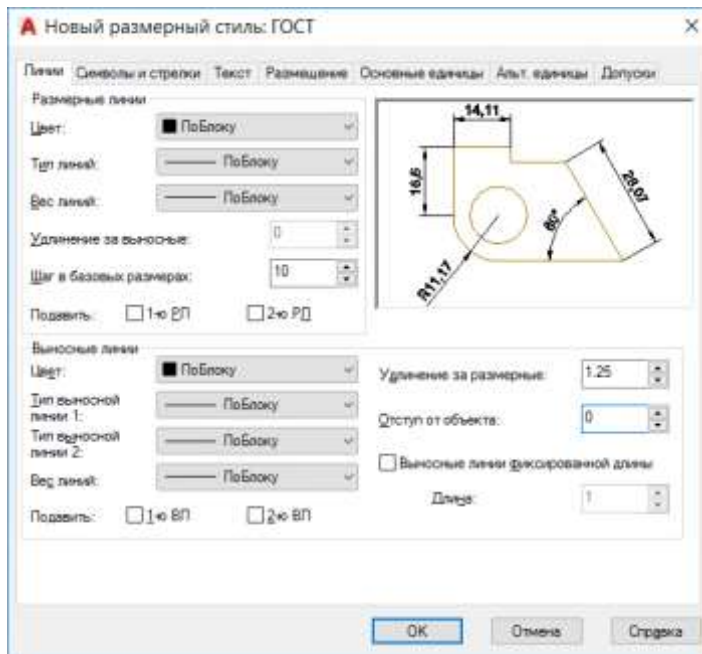 Новый размерный стиль: ГОСТ
Линии Символы и стрелки Текст Размещение Основные единицы Альт. единицы Допуски
Размерные линии
Цвет: ПоБлоку
Тип линий: ПоБлоку
Вес линий: ПоБлоку
Удлинение за выносные: 0
Шаг в базовых размерах: 10
Подавить: 1-ю РЛ 2-ю РЛ
14,11
16,6
28,07
60°
R11,17
Выносные линии
Цвет: ПоБлоку
Тип выносной линии 1: ПоБлоку
Тип выносной линии 2: ПоБлоку
Вес линий: ПоБлоку
Подавить: 1-ю ВЛ 2-ю ВЛ
Удлинение за размерные: 1.25
Отступ от объекта: 0
Выносные линии фиксированной длины
Длина: 1
OK Отмена Справка